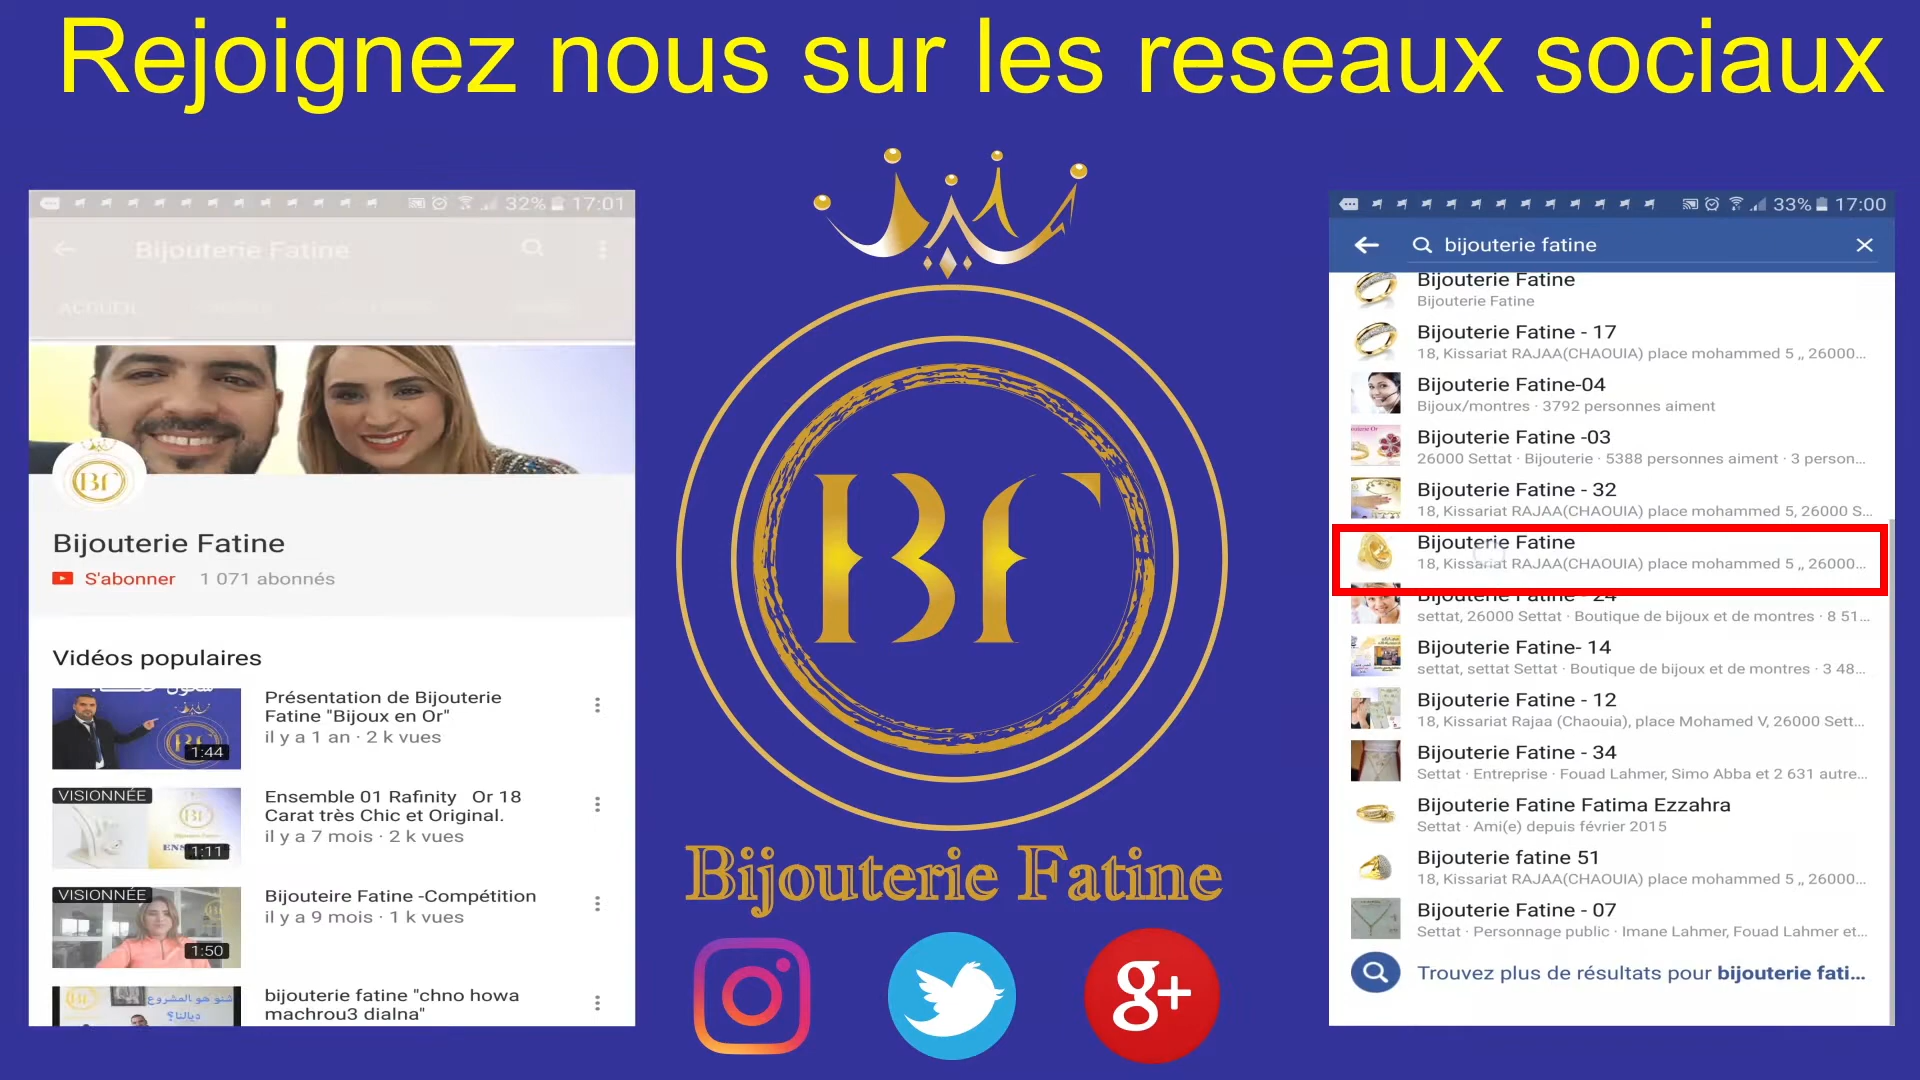 Rejoignez nous sur les reseaux sociaux
32% 17:01
Bijouterie Fatine
ACCUEIL
Bf
Bijouterie Fatine
S'abonner 1 071 abonnés
Vidéos populaires
1:44
Présentation de Bijouterie
Fatine "Bijoux en Or"
il y a 1 an · 2 k vues
VISIONNÉE
1:11
Ensemble 01 Rafinity Or 18
Carat très Chic et Original.
il y a 7 mois · 2 k vues
VISIONNÉE
1:50
Bijouteire Fatine -Compétition
il y a 9 mois · 1 k vues
شنو هو المشروع
ديالنا؟
bijouterie fatine "chno howa
machrou3 dialna"
Bf
Bijouterie Fatine
g+
33% 17:00
bijouterie fatine
Bijouterie Fatine
Bijouterie Fatine
Bijouterie Fatine - 17
18, Kissariat RAJAA(CHAOUIA) place mohammed 5 ,, 26000...
Bijouterie Fatine-04
Bijoux/montres · 3792 personnes aiment
Bijouterie Fatine -03
26000 Settat · Bijouterie · 5388 personnes aiment · 3 person...
Bijouterie Fatine - 32
18, Kissariat RAJAA(CHAOUIA) place mohammed 5, 26000 S...
Bijouterie Fatine
18, Kissariat RAJAA(CHAOUIA) place mohammed 5 ,, 26000...
Bijouterie Fatine - 24
settat, 26000 Settat · Boutique de bijoux et de montres · 8 51...
Bijouterie Fatine- 14
settat, settat Settat · Boutique de bijoux et de montres · 3 48...
Bijouterie Fatine - 12
18, Kissariat Rajaa (Chaouia), place Mohamed V, 26000 Sett...
Bijouterie Fatine - 34
Settat · Entreprise · Fouad Lahmer, Simo Abba et 2 631 autre...
Bijouterie Fatine Fatima Ezzahra
Settat · Ami(e) depuis février 2015
Bijouterie fatine 51
18, Kissariat RAJAA(CHAOUIA) place mohammed 5 ,, 26000...
Bijouterie Fatine - 07
Settat · Personnage public · Imane Lahmer, Fouad Lahmer et...
Trouvez plus de résultats pour bijouterie fati...